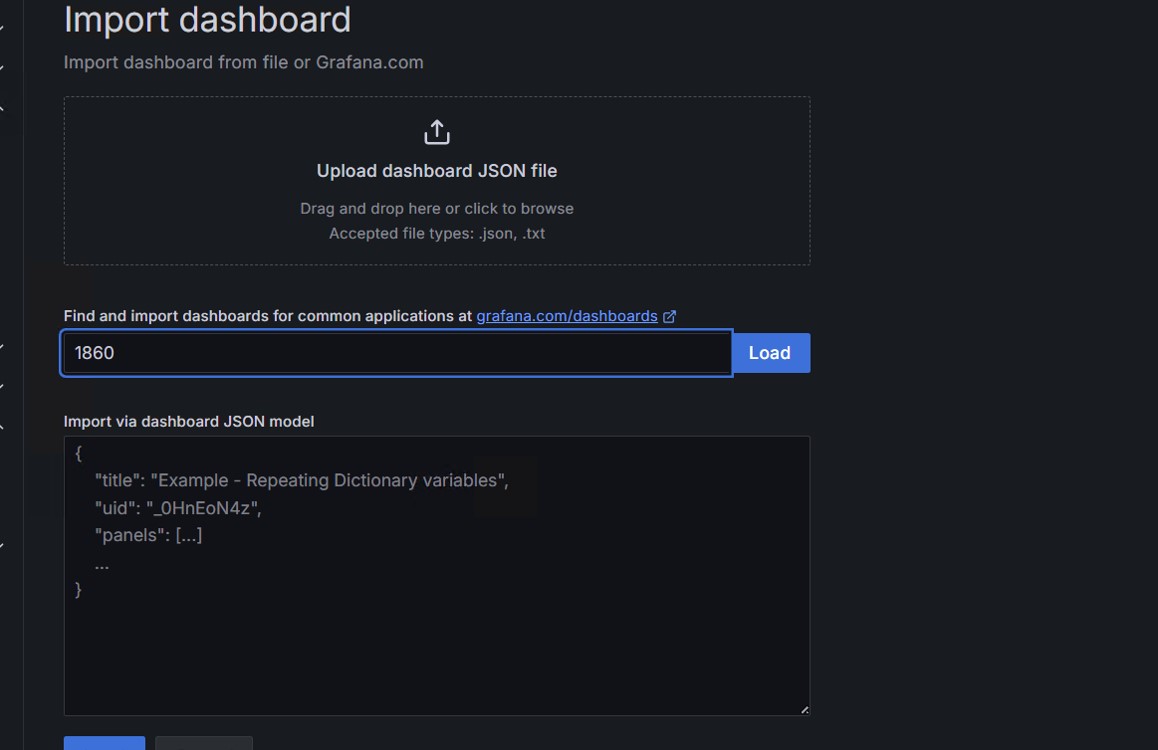 Import dashboard
Import dashboard from file or Grafana.com
Upload dashboard JSON file
Drag and drop here or click to browse
Accepted file types: .json, .txt
Find and import dashboards for common applications at grafana.com/dashboards
1860
Load
Import via dashboard JSON model
{
"title": "Example - Repeating Dictionary variables",
"uid": "_0HnEoN4z",
"panels": [...]
...
}